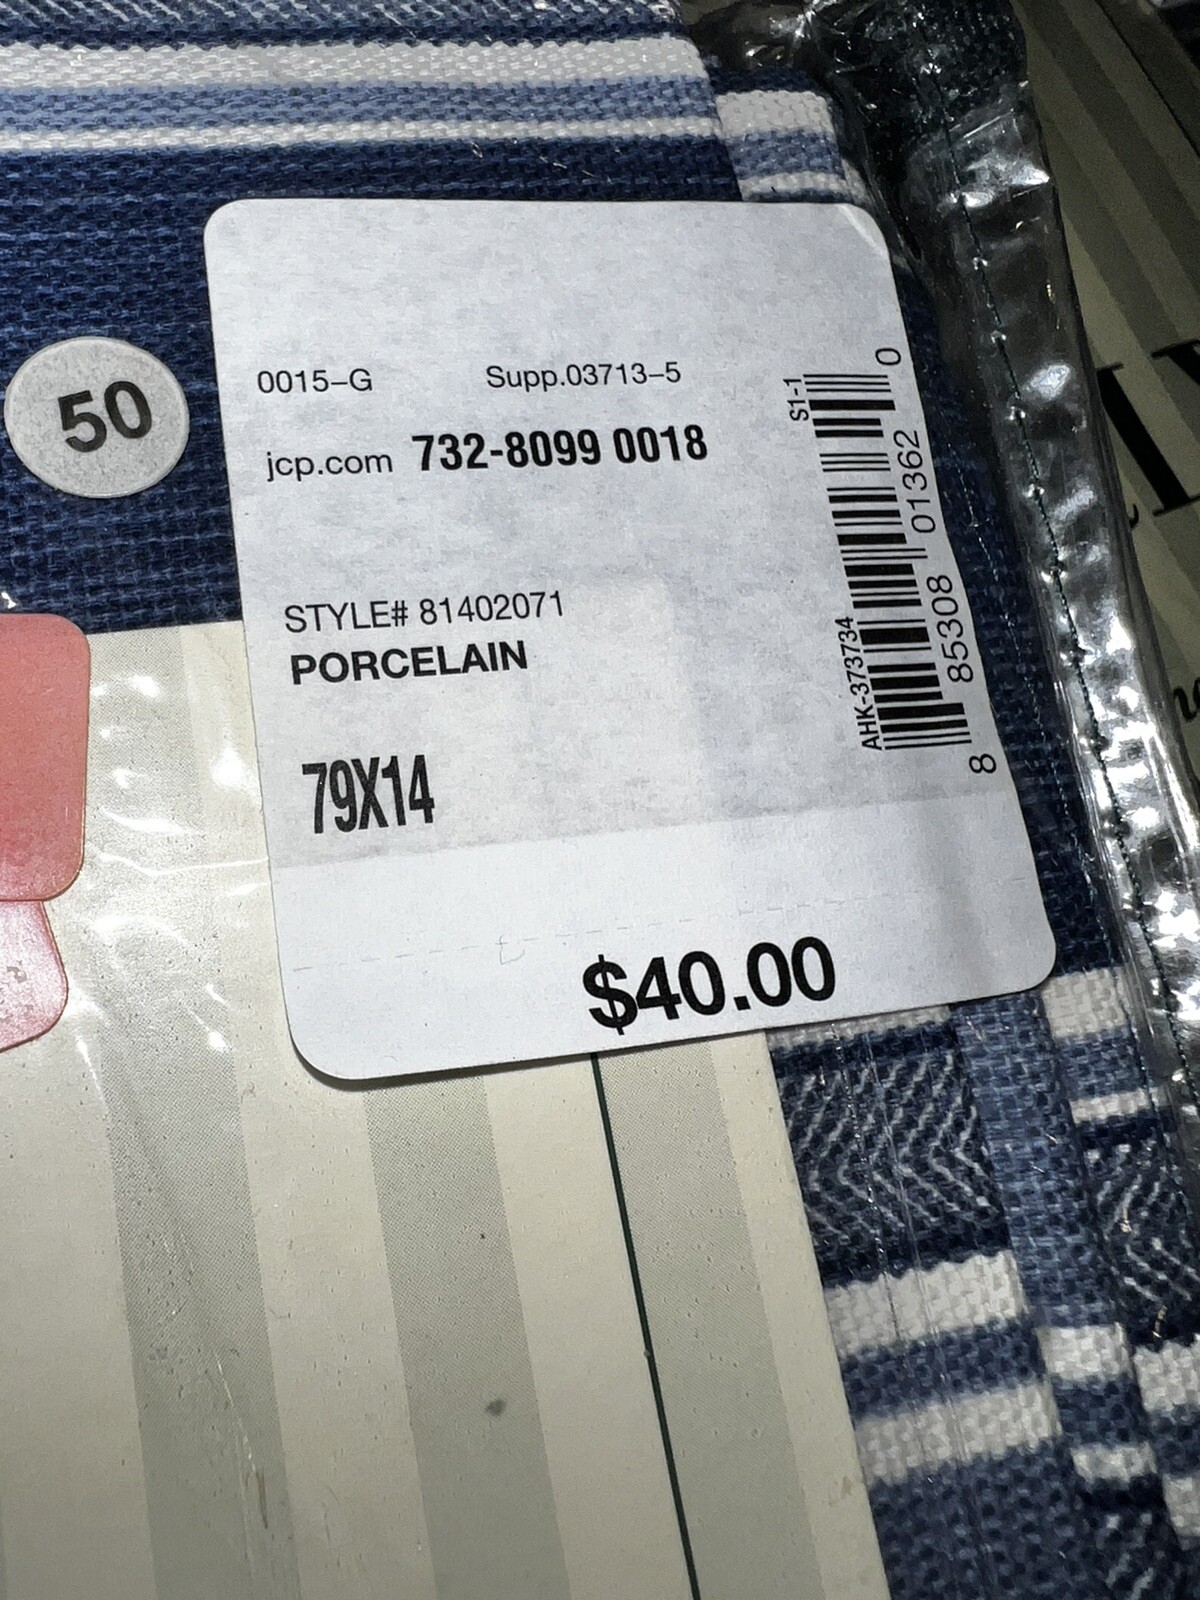 50
0015-G Supp.03713-5
jcp.com 732-8099 0018
STYLE# 81402071
PORCELAIN
79X14
$40.00
S1-1
AHK-373734
8 85308 01362 0